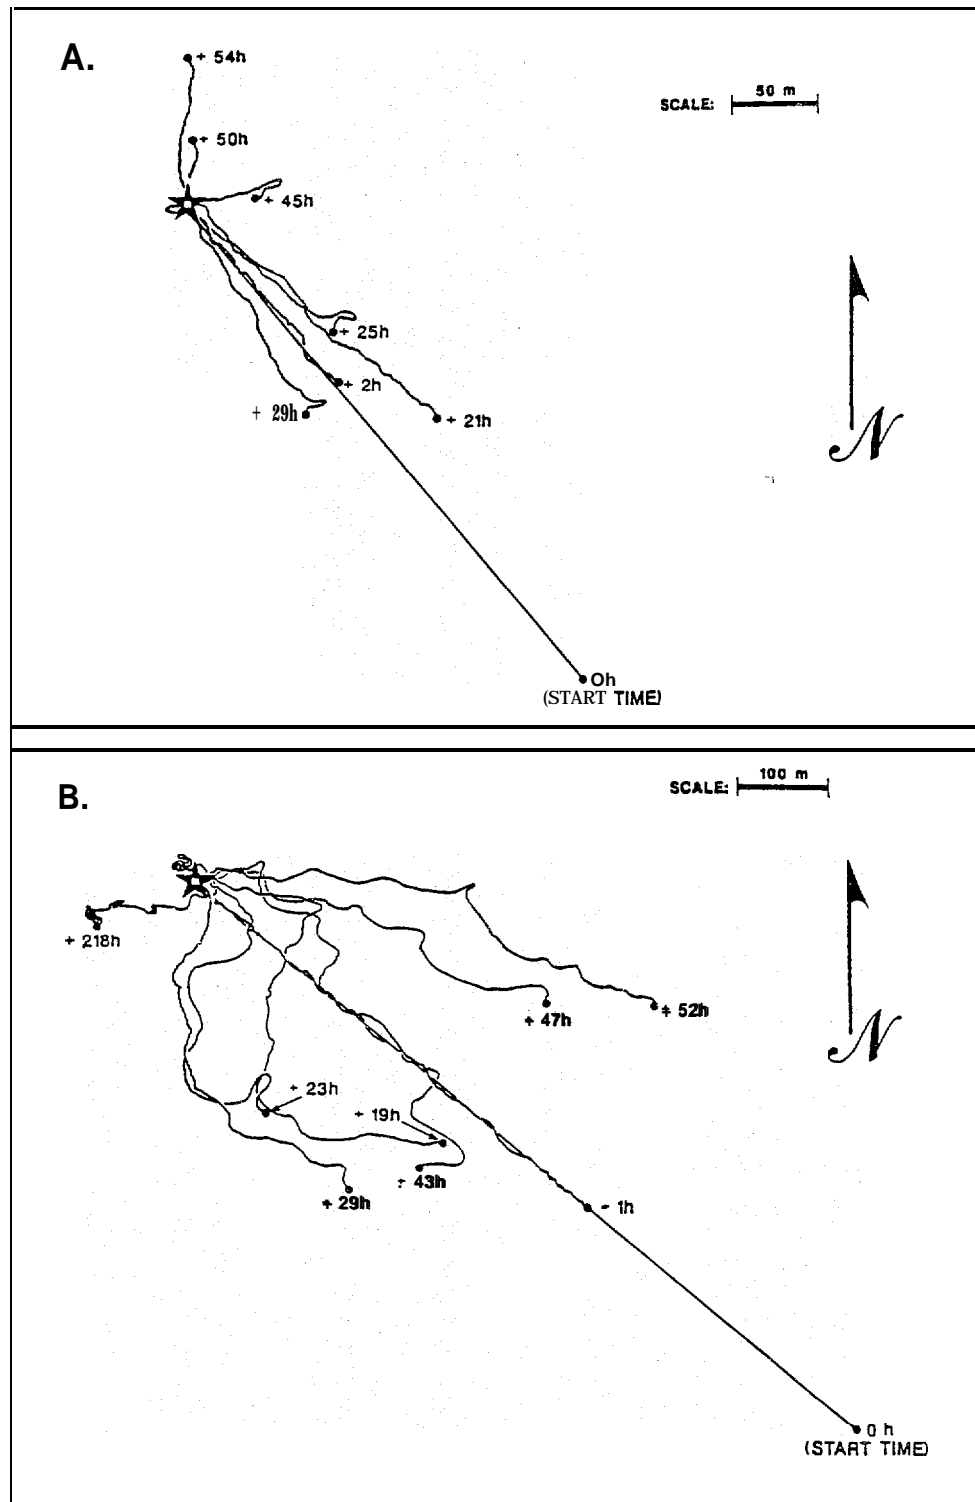 A.
+ 54h
50 m
SCALE:
+ 50h
+ 45h
+ 25h
+ 2h
+ 29h
+ 21h
N
0h
(START TIME)
B.
100 m
SCALE:
+ 218h
+ 52h
+ 47h
+ 23h
+ 19h
+ 43h
+ 29h
N
- 1h
0 h
(START TIME)